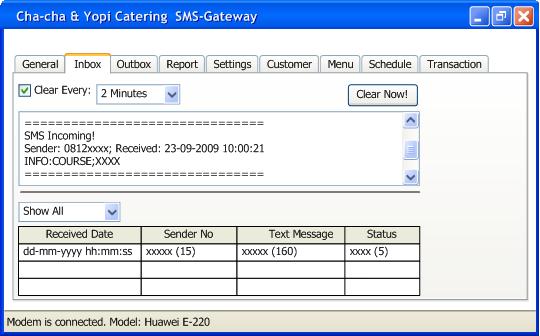 Cha-cha & Yopi Catering SMS-Gateway
General Inbox Outbox Report Settings Customer Menu Schedule Transaction
Clear Every: 2 Minutes Clear Now!
===============================
SMS Incoming!
Sender: 0812xxxx; Received: 23-09-2009 10:00:21
INFO:COURSE;XXXX
===============================
Show All
Received Date Sender No Text Message Status
dd-mm-yyyy hh:mm:ss xxxxx (15) xxxxx (160) xxxx (5)
Modem is connected. Model: Huawei E-220